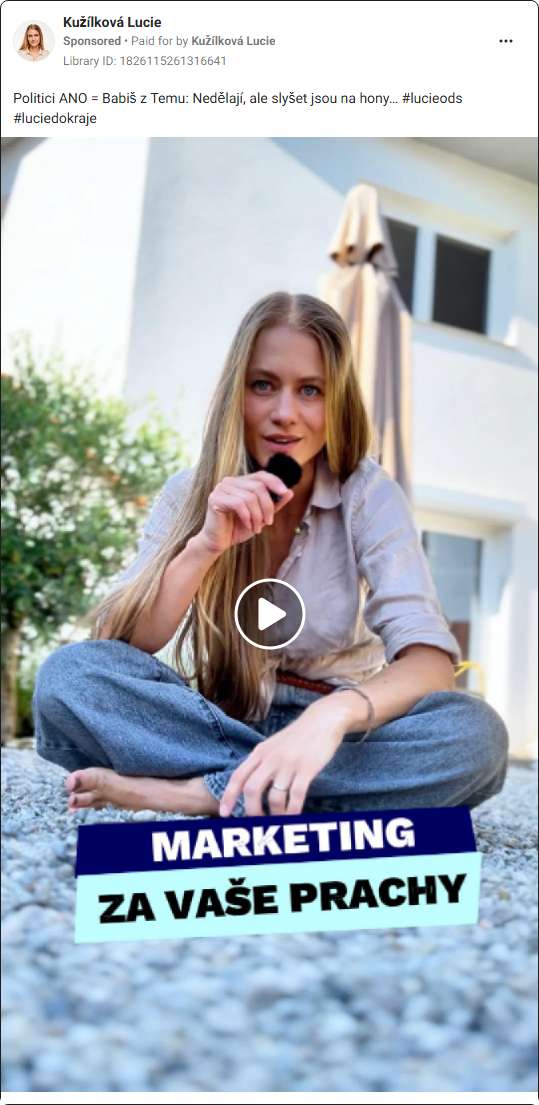 Kužílková Lucie
Sponsored • Paid for by Kužílková Lucie
Library ID: 1826115261316641
Politici ANO = Babiš z Temu: Nedělají, ale slyšet jsou na hony… #lucieods
#luciedokraje
MARKETING
ZA VAŠE PRACHY